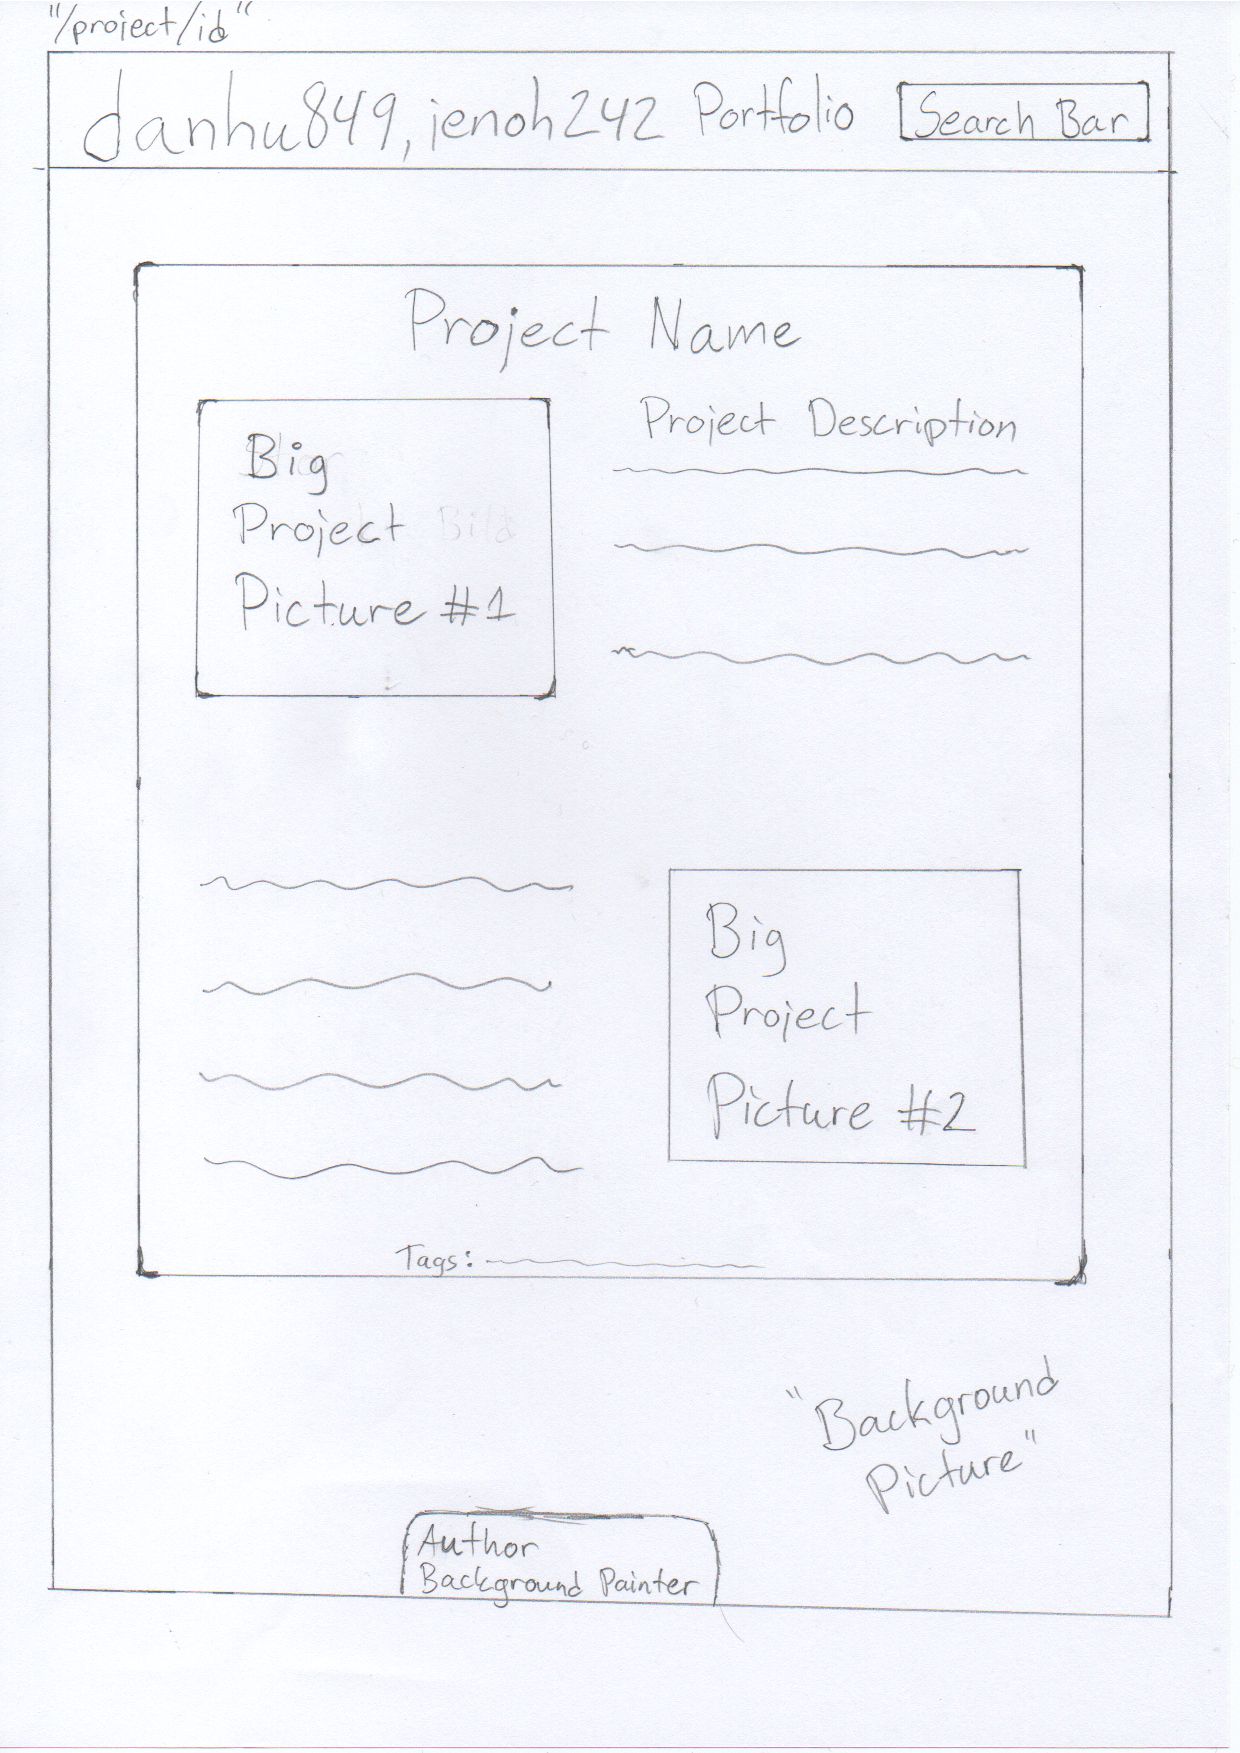 "/project/id"
danhu849, jenoh242 Portfolio Search Bar
Project Name
Project Description
Big
Project
Picture #1
Big
Project
Picture #2
Tags:
"Background
Picture"
Author
Background Painter